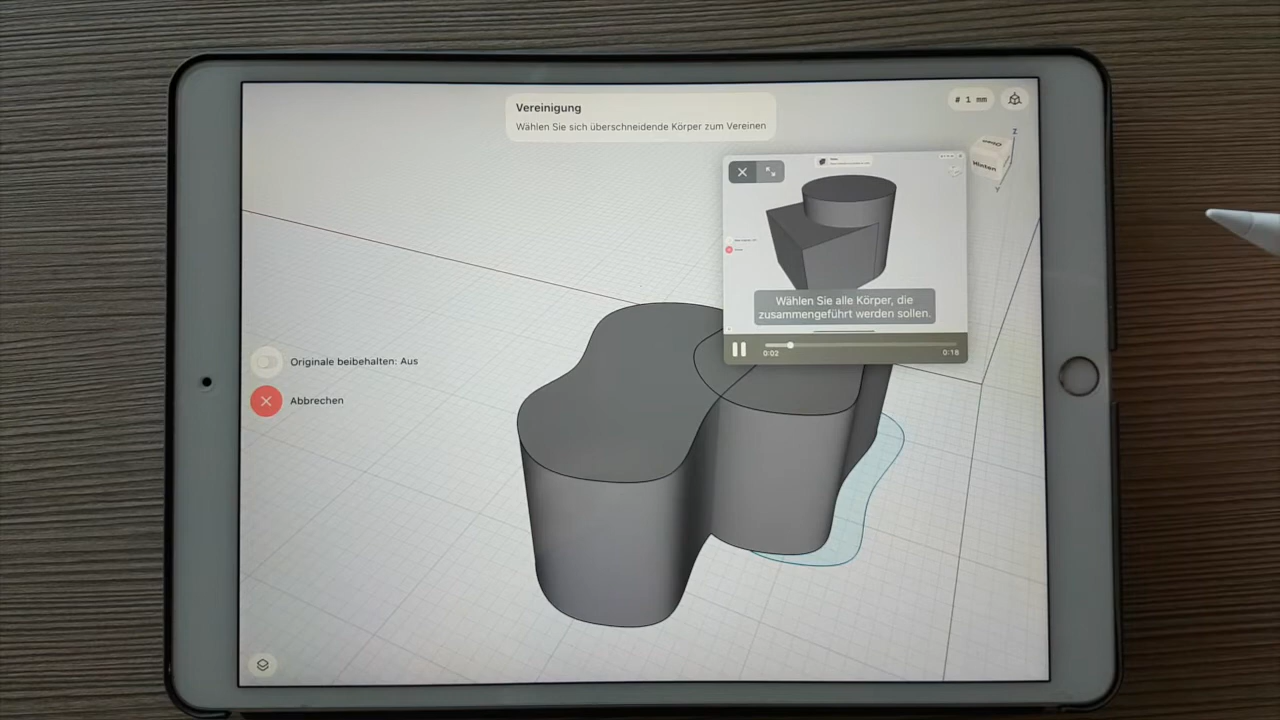 Vereinigung
Wählen Sie sich überschneidende Körper zum Vereinen
# 1 mm
Z
Oben
Hinten
Y
Wählen Sie alle Körper, die
zusammengeführt werden sollen.
0:02
0:18
Originale beibehalten: Aus
Abbrechen